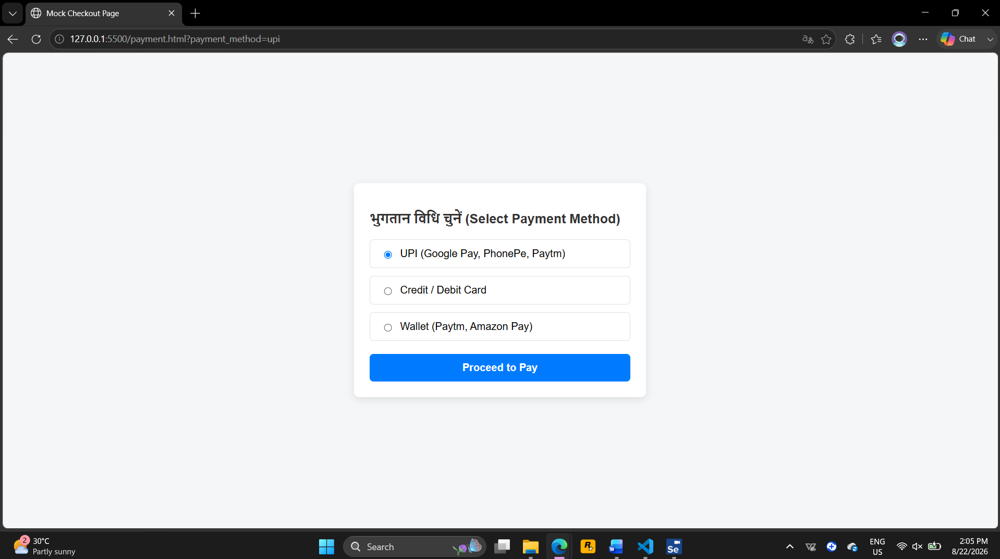 Mock Checkout Page
127.0.0.1:5500/payment.html?payment_method=upi
Chat
भुगतान विधि चुनें (Select Payment Method)
UPI (Google Pay, PhonePe, Paytm)
Credit / Debit Card
Wallet (Paytm, Amazon Pay)
Proceed to Pay
2
30°C
Partly sunny
Search
Se
ENG
US
2:05 PM
8/22/2026